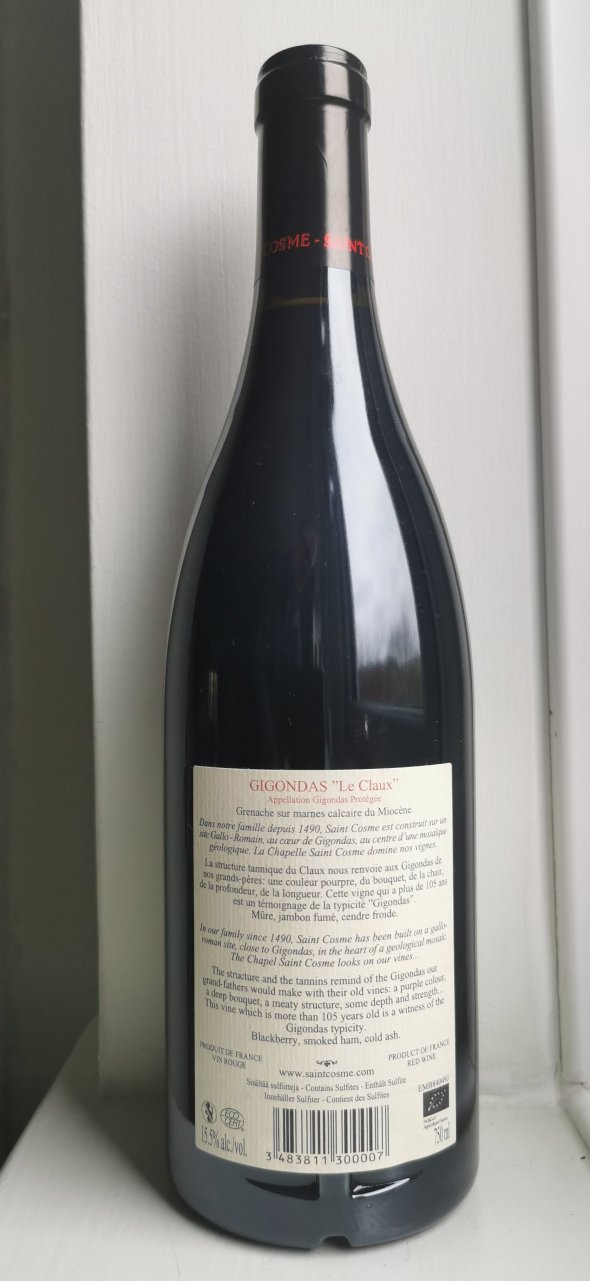 COSME - SAINT C
GIGONDAS "Le Claux"
Appellation Gigondas Protégée
Grenache sur marnes calcaire du Miocène
Dans notre famille depuis 1490, Saint Cosme est construit sur un
site Gallo-Romain, au cœur de Gigondas, au centre d'une mosaïque
géologique. La Chapelle Saint Cosme domine nos vignes.
La structure tannique du Claux nous renvoie aux Gigondas de
nos grands-pères: une couleur pourpre, du bouquet, de la chair,
de la profondeur, de la longueur. Cette vigne qui a plus de 105 ans
est un témoignage de la typicité "Gigondas".
Mûre, jambon fumé, cendre froide.
In our family since 1490, Saint Cosme has been built on a gallo-
roman site, close to Gigondas, in the heart of a geological mosaic.
The Chapel Saint Cosme looks on our vines...
The structure and the tannins remind of the Gigondas our
grand-fathers would make with their old vines: a purple colour,
a deep bouquet, a meaty structure, some depth and strength...
This vine which is more than 105 years old is a witness of the
Gigondas typicity.
Blackberry, smoked ham, cold ash.
PRODUIT DE FRANCE
VIN ROUGE
PRODUCT OF FRANCE
RED WINE
www.saintcosme.com
Sisältää sulfiitteja - Contains Sulfites - Enthält Sulfite
Innehåller Sulfiter - Contient des Sulfites
ECO
CERT
Agriculture France
15.5% alc./vol.
750 ml
3 483811 300007